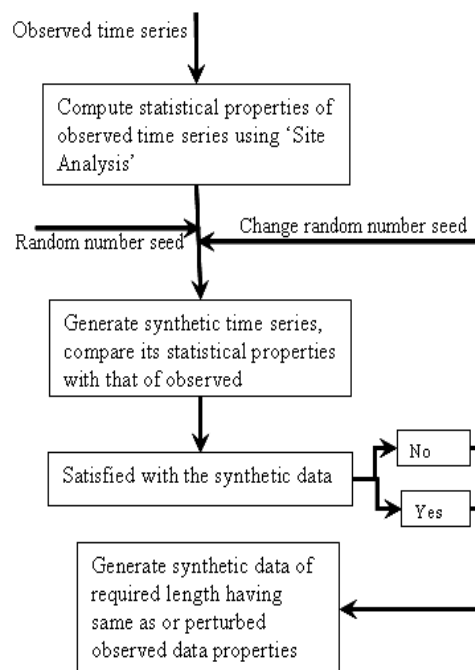 Observed time series
Compute statistical properties of
observed time series using ‘Site
Analysis’
Random number seed
Change random number seed
Generate synthetic time series,
compare its statistical properties
with that of observed
Satisfied with the synthetic data
No
Yes
Generate synthetic data of
required length having
same as or perturbed
observed data properties